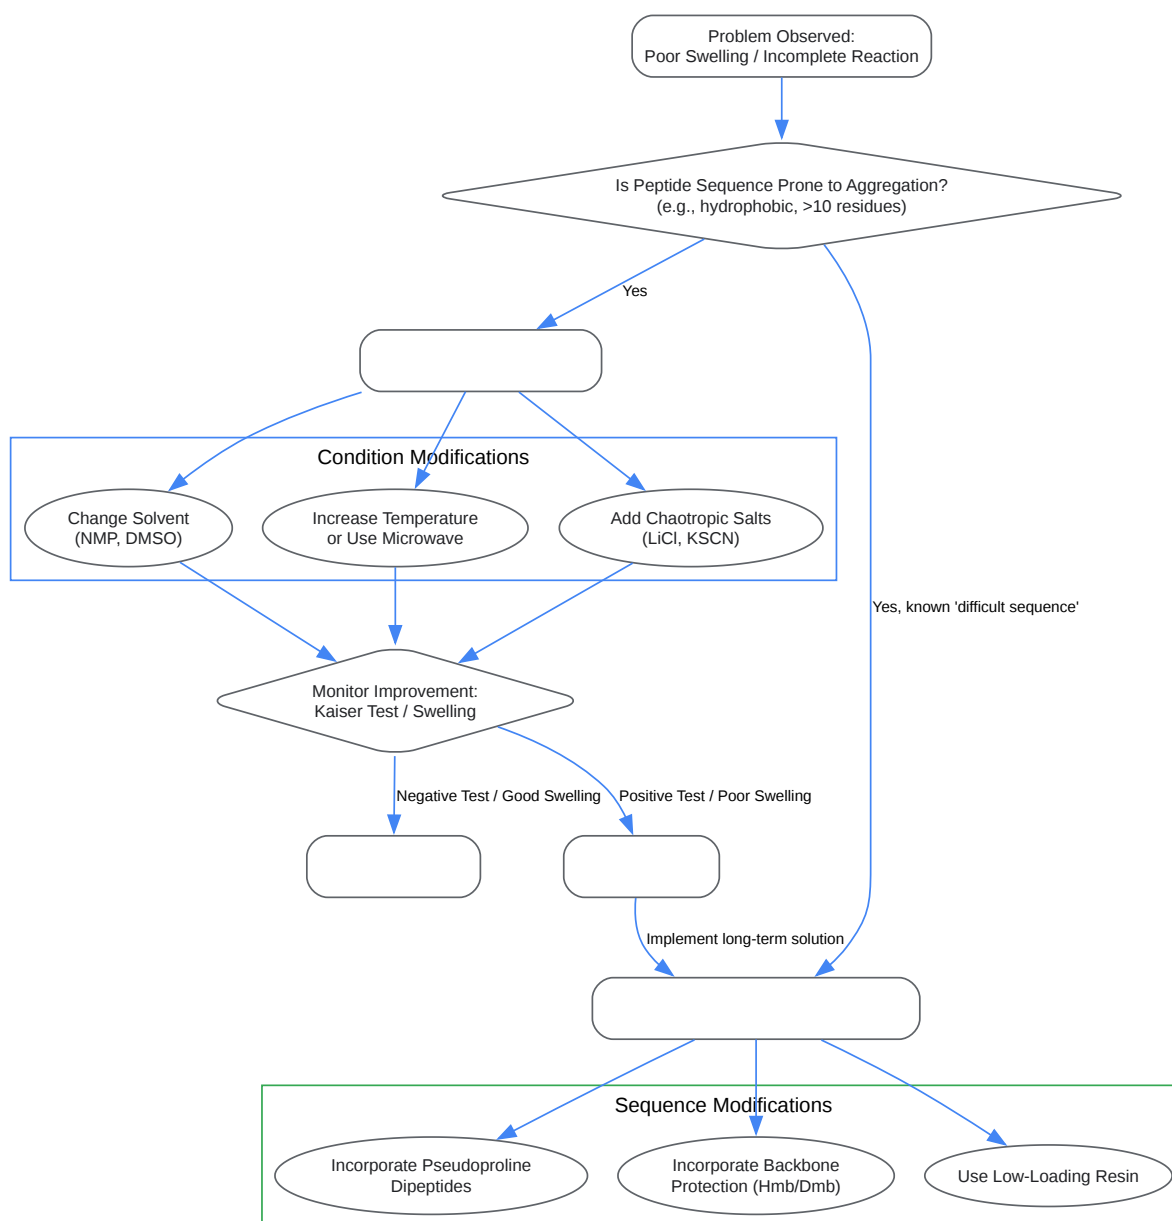 Problem Observed:
Poor Swelling / Incomplete Reaction
Is Peptide Sequence Prone to Aggregation?
(e.g., hydrophobic, >10 residues)
Yes
Condition Modifications
Change Solvent
(NMP, DMSO)
Increase Temperature
or Use Microwave
Add Chaotropic Salts
(LiCl, KSCN)
Yes, known 'difficult sequence'
Monitor Improvement:
Kaiser Test / Swelling
Negative Test / Good Swelling
Positive Test / Poor Swelling
Implement long-term solution
Sequence Modifications
Incorporate Pseudoproline
Dipeptides
Incorporate Backbone
Protection (Hmb/Dmb)
Use Low-Loading Resin